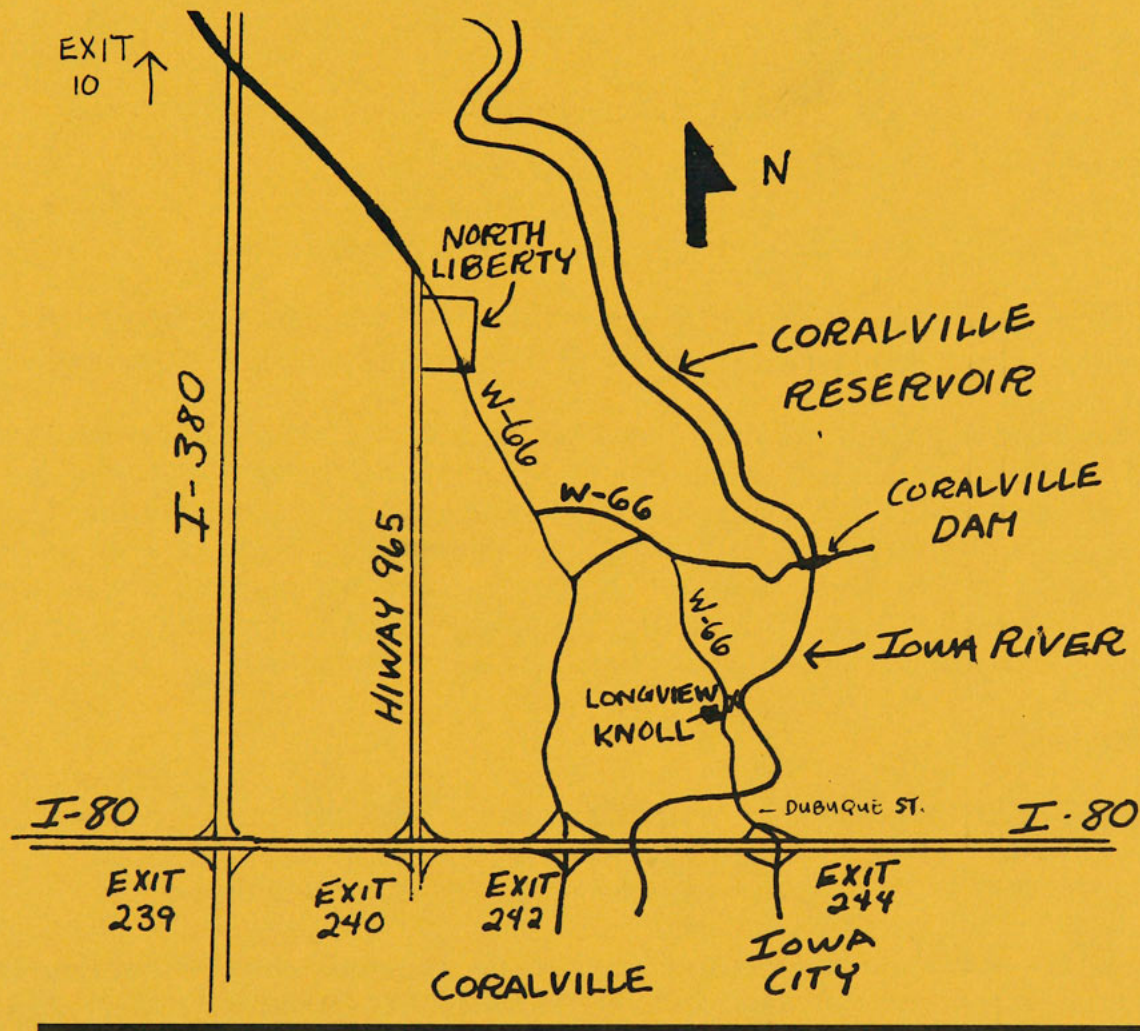 EXIT
10
N
NORTH
LIBERTY
CORALVILLE
RESERVOIR
I-380
W-66
W-66
CORALVILLE
DAM
HIWAY 965
W-66
IOWA RIVER
LONGVIEW
KNOLL
I-80
DUBUQUE ST.
I-80
EXIT
239
EXIT
240
EXIT
242
EXIT
244
IOWA
CITY
CORALVILLE